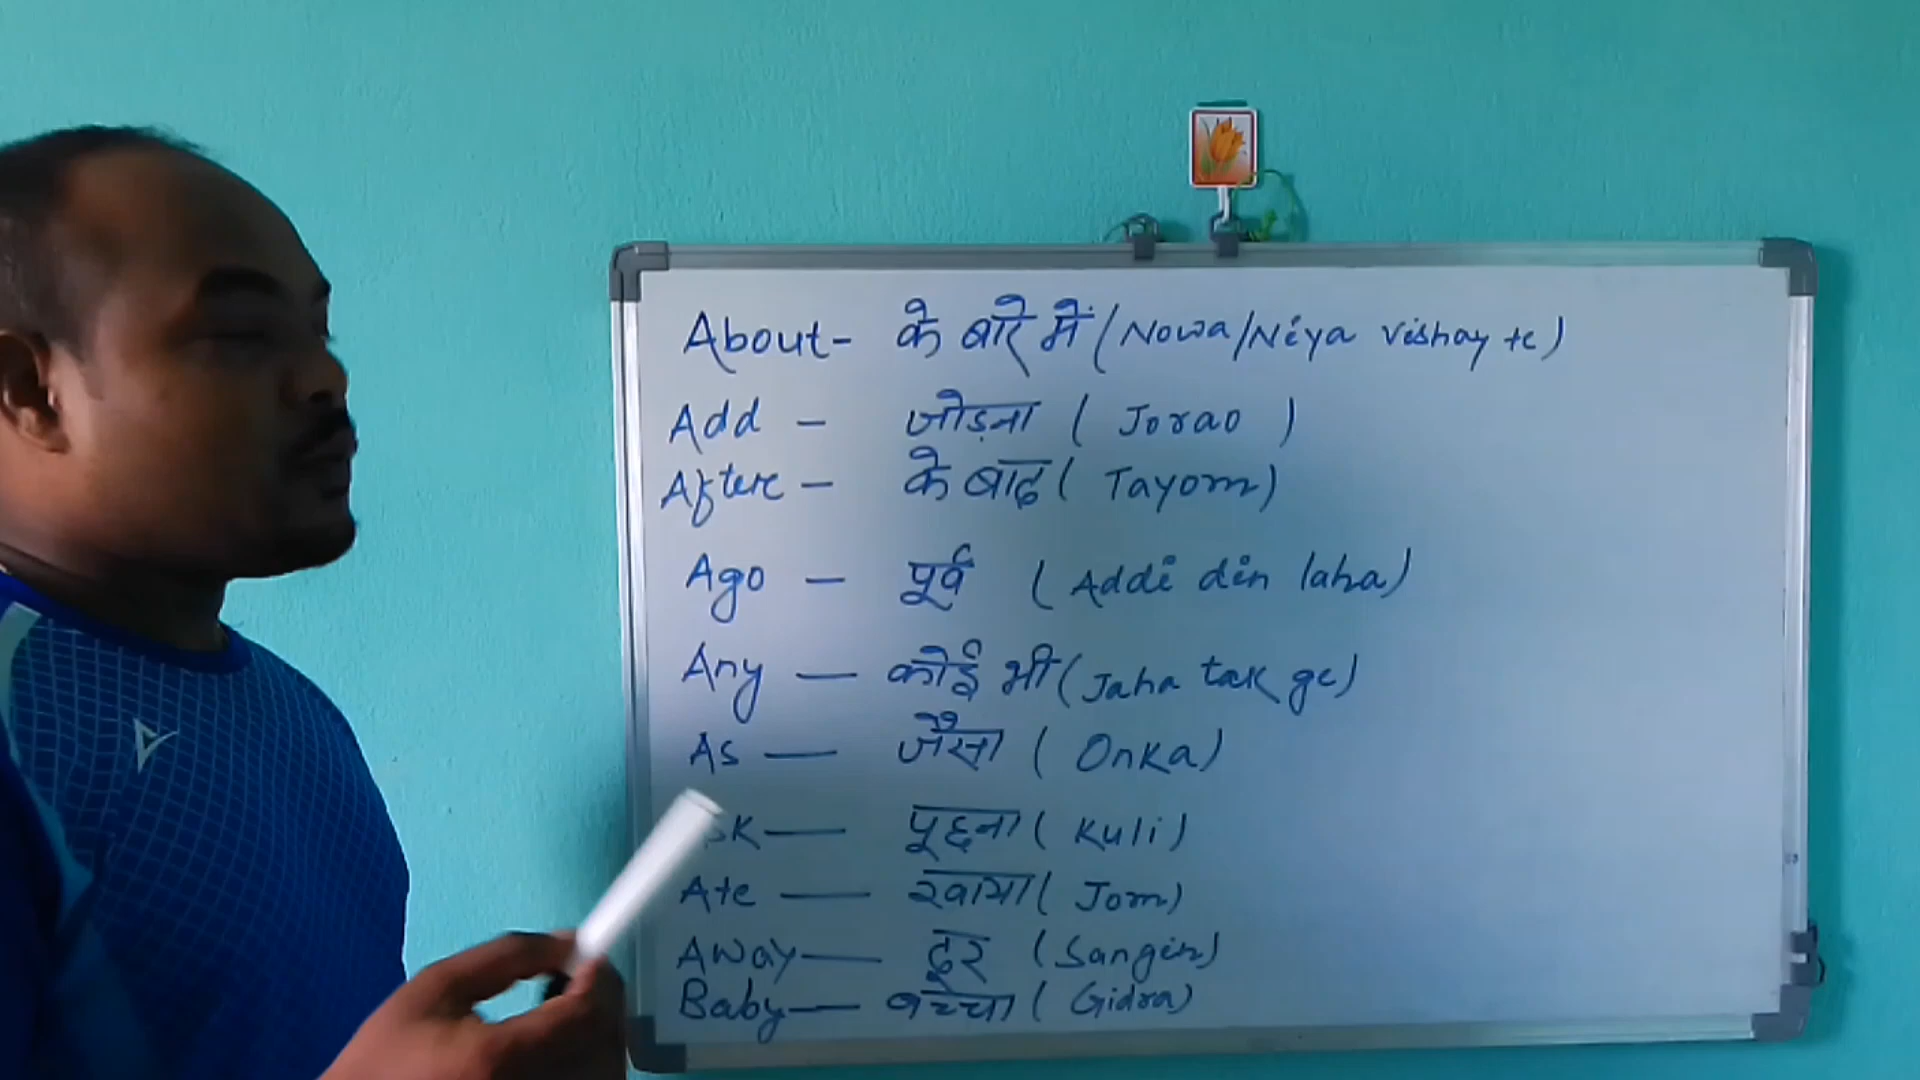 About- के बारे में (Nowa/Niya Vishay te)
Add - जोड़ना ( Jorao )
After - के बाद ( Tayom)
Ago - पूर्व ( Addi din laha)
Any - कोई भी (Jaha tak ge)
As - जैसा ( Onka)
sk - पूछना ( Kuli)
Ate - खाया ( Jom)
Away - दूर (Sangin)
Baby - बच्चा ( Gidra)